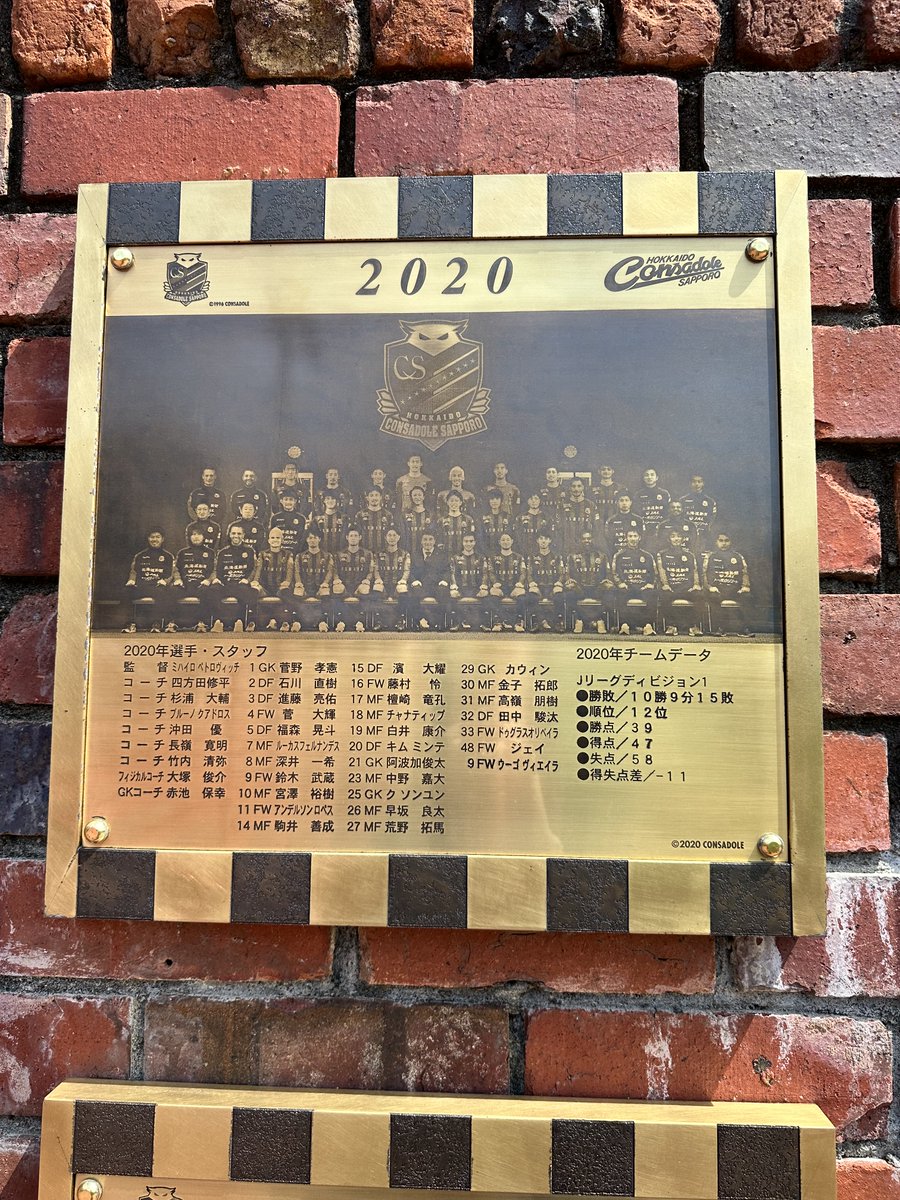 2020
©1996 CONSADOLE
HOKKAIDO
Consadole
SAPPORO
CS
HOKKAIDO
CONSADOLE SAPPORO
2020年選手・スタッフ
監 督 ミハイロ ペトロヴィッチ
コーチ 四方田修平
コーチ 杉浦 大輔
コーチ ブルーノ クアドロス
コーチ 沖田 優
コーチ 長嶺 寛明
コーチ 竹内 清弥
フィジカルコーチ 大塚 俊介
GKコーチ 赤池 保幸
1 GK 菅野 孝憲
2 DF 石川 直樹
3 DF 進藤 亮佑
4 FW 菅 大輝
5 DF 福森 晃斗
7 MF ルーカスフェルナンデス
8 MF 深井 一希
9 FW 鈴木 武蔵
10 MF 宮澤 裕樹
11 FW アンデルソン ロペス
14 MF 駒井 善成
15 DF 濱 大耀
16 FW 藤村 怜
17 MF 檀崎 竜孔
18 MF チャナティップ
19 MF 白井 康介
20 DF キム ミンテ
21 GK 阿波加俊太
23 MF 中野 嘉大
25 GK ク ソンユン
26 MF 早坂 良太
27 MF 荒野 拓馬
29 GK カウィン
30 MF 金子 拓郎
31 MF 高嶺 朋樹
32 DF 田中 駿汰
33 FW ドゥグラスオリベイラ
48 FW ジェイ
9 FW ウーゴ ヴィエイラ
2020年チームデータ
Jリーグディビジョン1
●勝敗/10勝9分15敗
●順位/12位
●勝点/39
●得点/47
●失点/58
●得失点差/-11
©2020 CONSADOLE